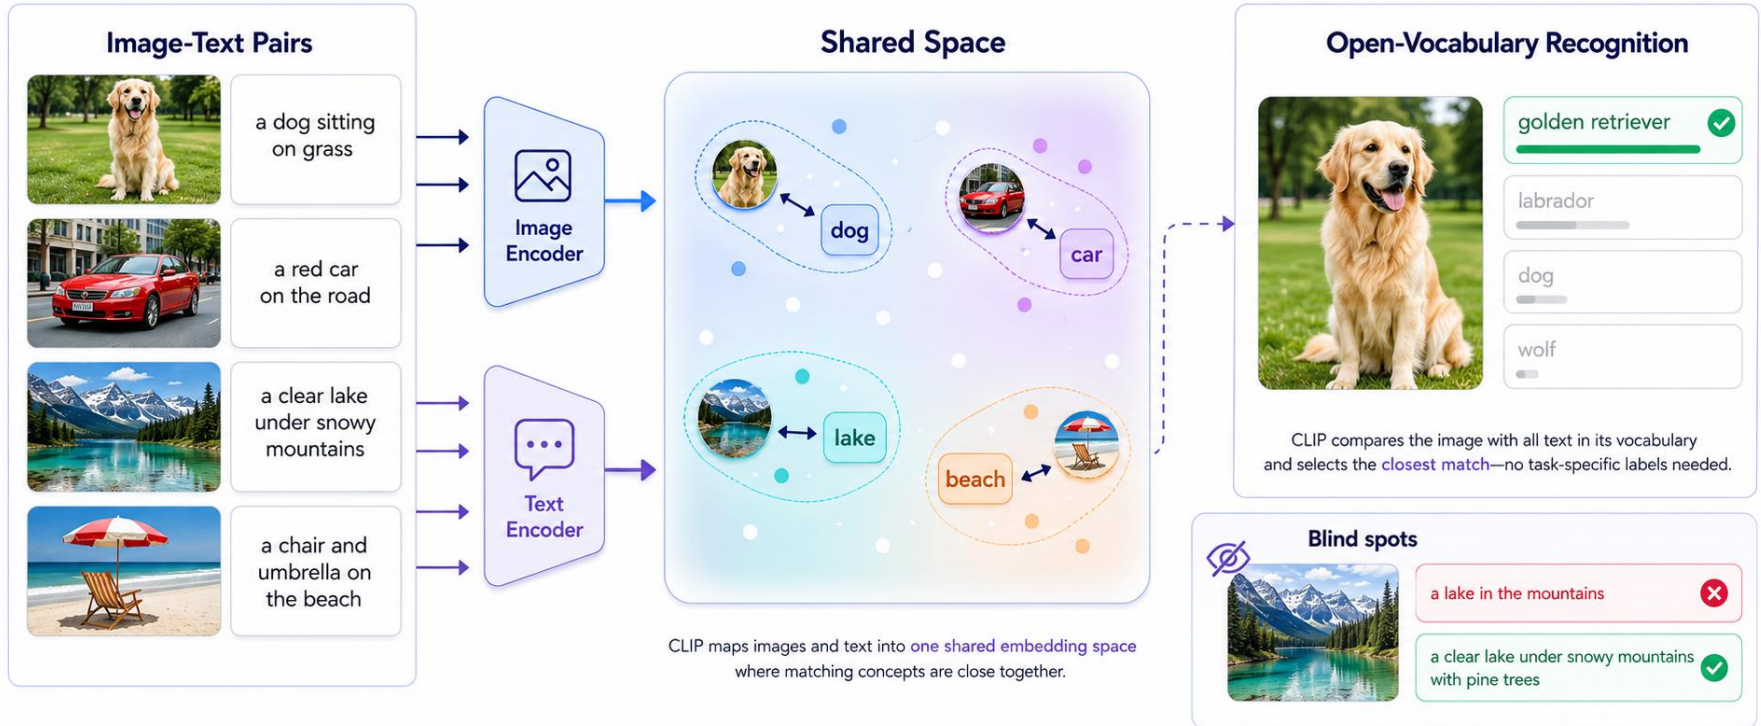 Image-Text Pairs
a dog sitting
on grass
a red car
on the road
a clear lake
under snowy
mountains
a chair and
umbrella on
the beach
Image
Encoder
Text
Encoder
Shared Space
dog
car
lake
beach
CLIP maps images and text into one shared embedding space
where matching concepts are close together.
Open-Vocabulary Recognition
golden retriever
labrador
dog
wolf
CLIP compares the image with all text in its vocabulary
and selects the closest match—no task-specific labels needed.
Blind spots
a lake in the mountains
a clear lake under snowy mountains
with pine trees